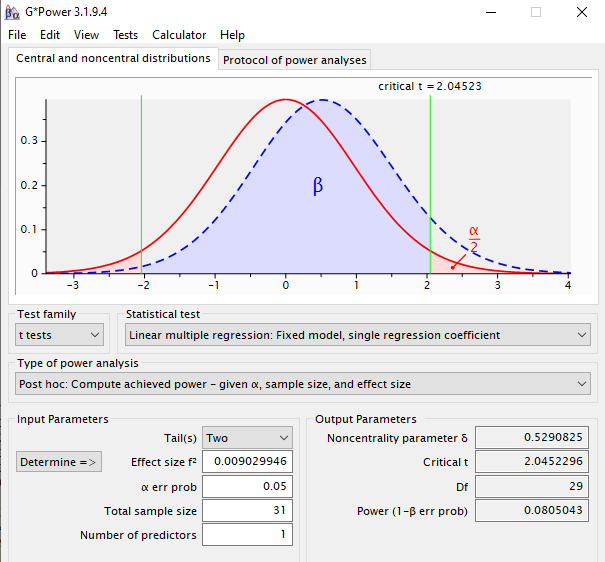 G*Power 3.1.9.4
File Edit View Tests Calculator Help
Central and noncentral distributions Protocol of power analyses
critical t = 2.04523
0.3
0.2
0.1
0
β
α
2
-3 -2 -1 0 1 2 3 4
Test family Statistical test
t tests Linear multiple regression: Fixed model, single regression coefficient
Type of power analysis
Post hoc: Compute achieved power - given α, sample size, and effect size
Input Parameters Output Parameters
Tail(s) Two Noncentrality parameter δ 0.5290825
Determine => Effect size f² 0.009029946 Critical t 2.0452296
α err prob 0.05 Df 29
Total sample size 31 Power (1-β err prob) 0.0805043
Number of predictors 1